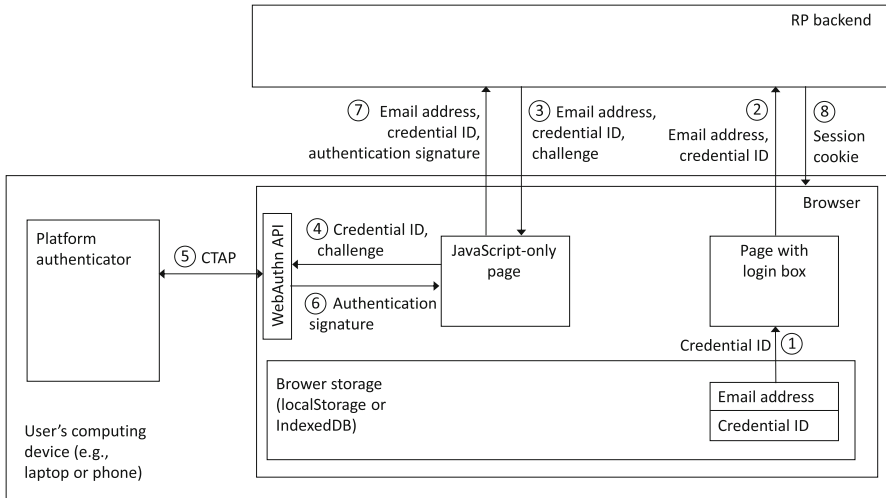 RP backend
⑦ Email address,
credential ID,
authentication signature
③ Email address,
credential ID,
challenge
②
Email address,
credential ID
⑧
Session
cookie
Browser
Platform
authenticator
⑤ CTAP
WebAuthn API
④ Credential ID,
challenge
⑥ Authentication
signature
JavaScript-only
page
Page with
login box
Credential ID ①
Brower storage
(localStorage or
IndexedDB)
Email address
Credential ID
User's computing
device (e.g.,
laptop or phone)